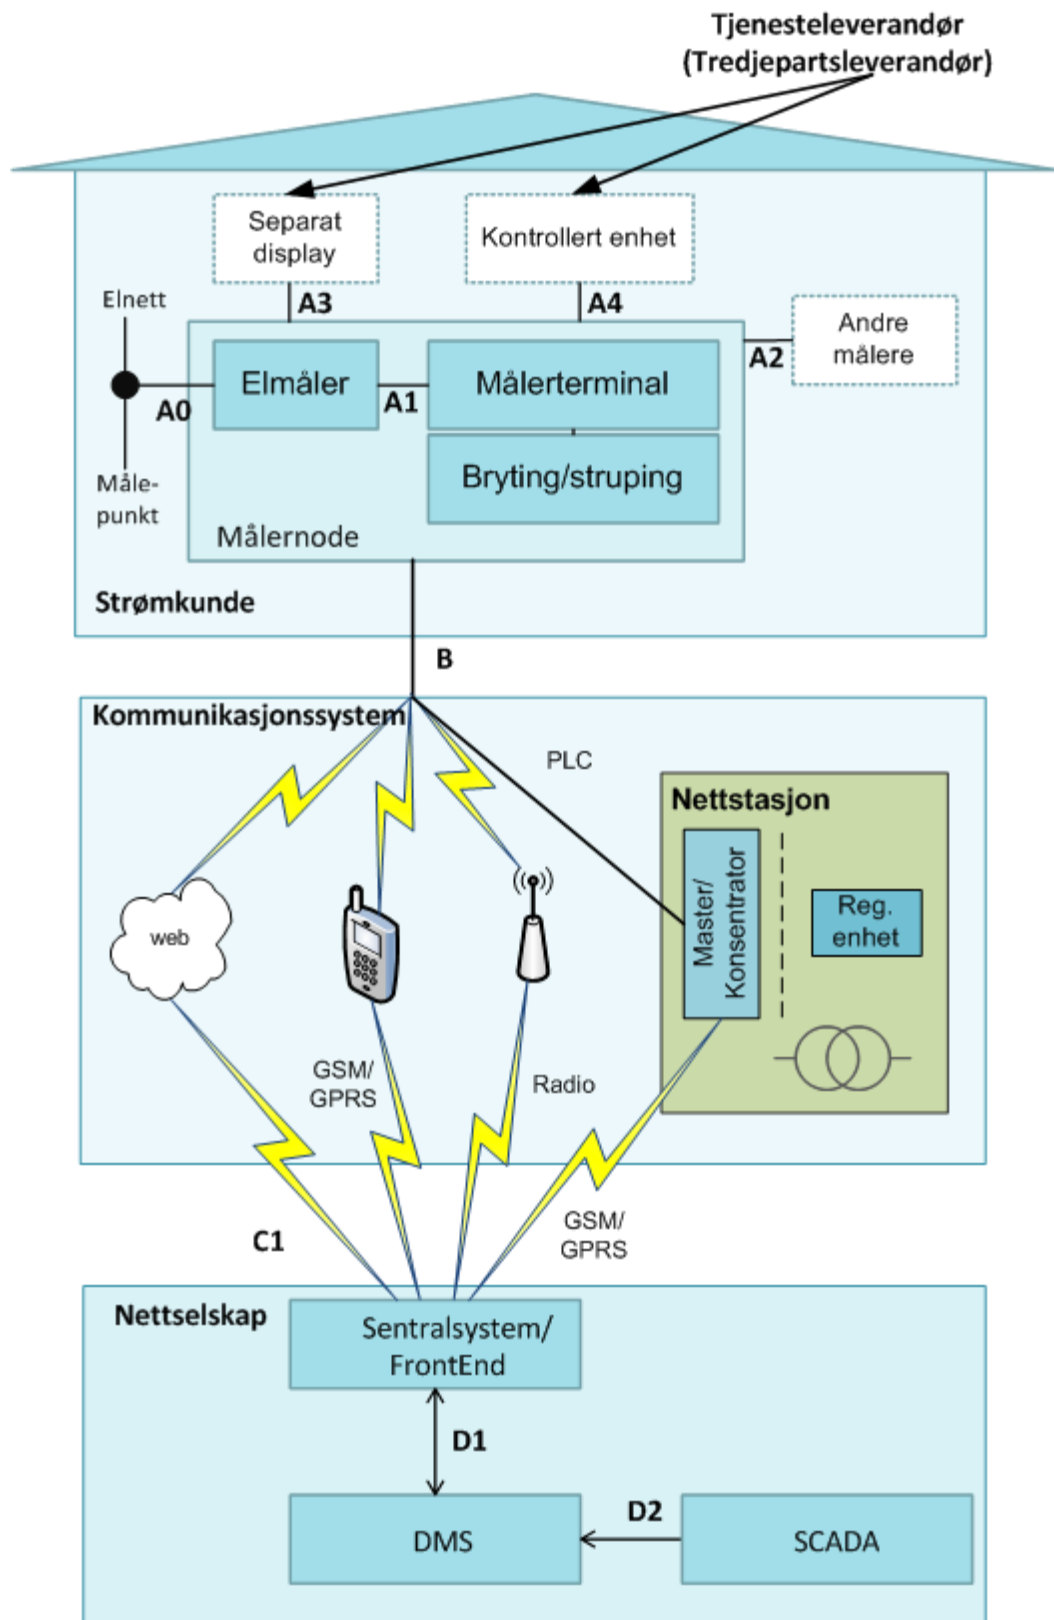 Tjenesteleverandør
(Tredjepartsleverandør)
Separat
display
Kontrollert enhet
Elnett
A3
A4
Andre
målere
A2
Elmåler
Målerterminal
A0
A1
Bryting/struping
Måle-
punkt
Målernode
Strømkunde
B
Kommunikasjonssystem
PLC
Nettstasjon
Master/
Konsentrator
Reg.
enhet
web
GSM/
GPRS
Radio
C1
GSM/
GPRS
Nettselskap
Sentralsystem/
FrontEnd
D1
D2
DMS
SCADA